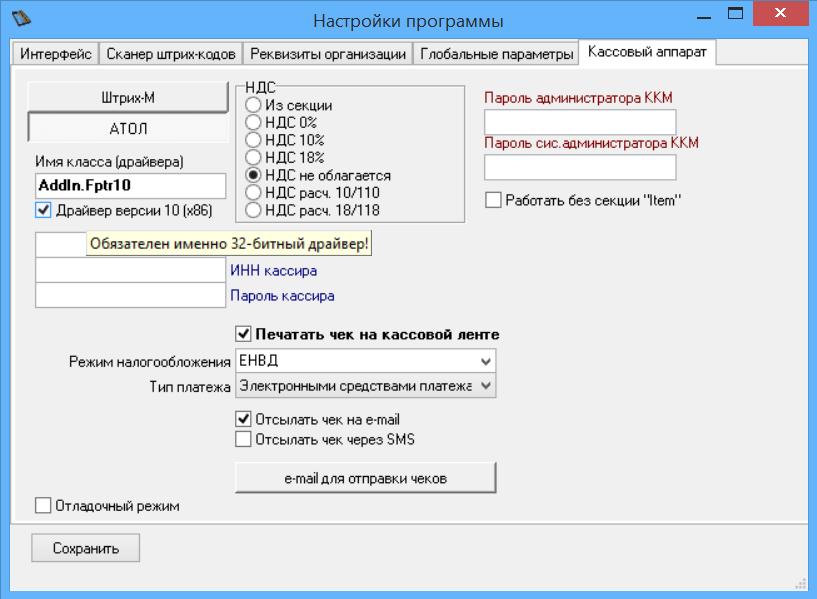 Настройки программы
Интерфейс
Сканер штрих-кодов
Реквизиты организации
Глобальные параметры
Кассовый аппарат
Штрих-М
АТОЛ
Имя класса (драйвера)
AddIn.Fptr10
Драйвер версии 10 (x86)
Обязателен именно 32-битный драйвер!
ИНН кассира
Пароль кассира
НДС
Из секции
НДС 0%
НДС 10%
НДС 18%
НДС не облагается
НДС расч. 10/110
НДС расч. 18/118
Пароль администратора ККМ
Пароль сис.администратора ККМ
Работать без секции "Item"
Печатать чек на кассовой ленте
Режим налогообложения ЕНВД
Тип платежа Электронными средствами платежа
Отсылать чек на e-mail
Отсылать чек через SMS
e-mail для отправки чеков
Отладочный режим
Сохранить